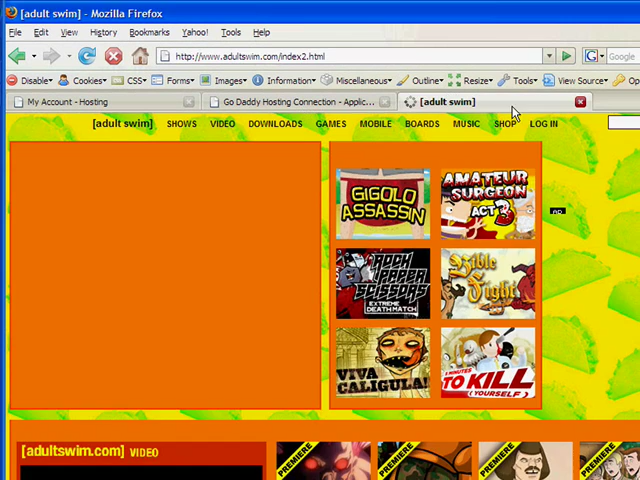 [adult swim] - Mozilla Firefox
File Edit View History Bookmarks Yahoo! Tools Help
http://www.adultswim.com/index2.html
G Google
Disable Cookies CSS Forms Images Information Miscellaneous Outline Resize Tools View Source Op
My Account - Hosting
Go Daddy Hosting Connection - Applic...
[adult swim]
[adult swim] SHOWS VIDEO DOWNLOADS GAMES MOBILE BOARDS MUSIC SHOP LOG IN
GIGOLO
ASSASSIN
AMATEUR
SURGEON
ACT 3
ROCK
PAPER
SCISSORS
EXTREME
DEATHMATCH
Bible
Fight
VIVA
CALIGULA!
5 MINUTES
TO KILL
(YOURSELF)
[adultswim.com] VIDEO
PREMIERE
PREMIERE
PREMIERE
PREMIERE